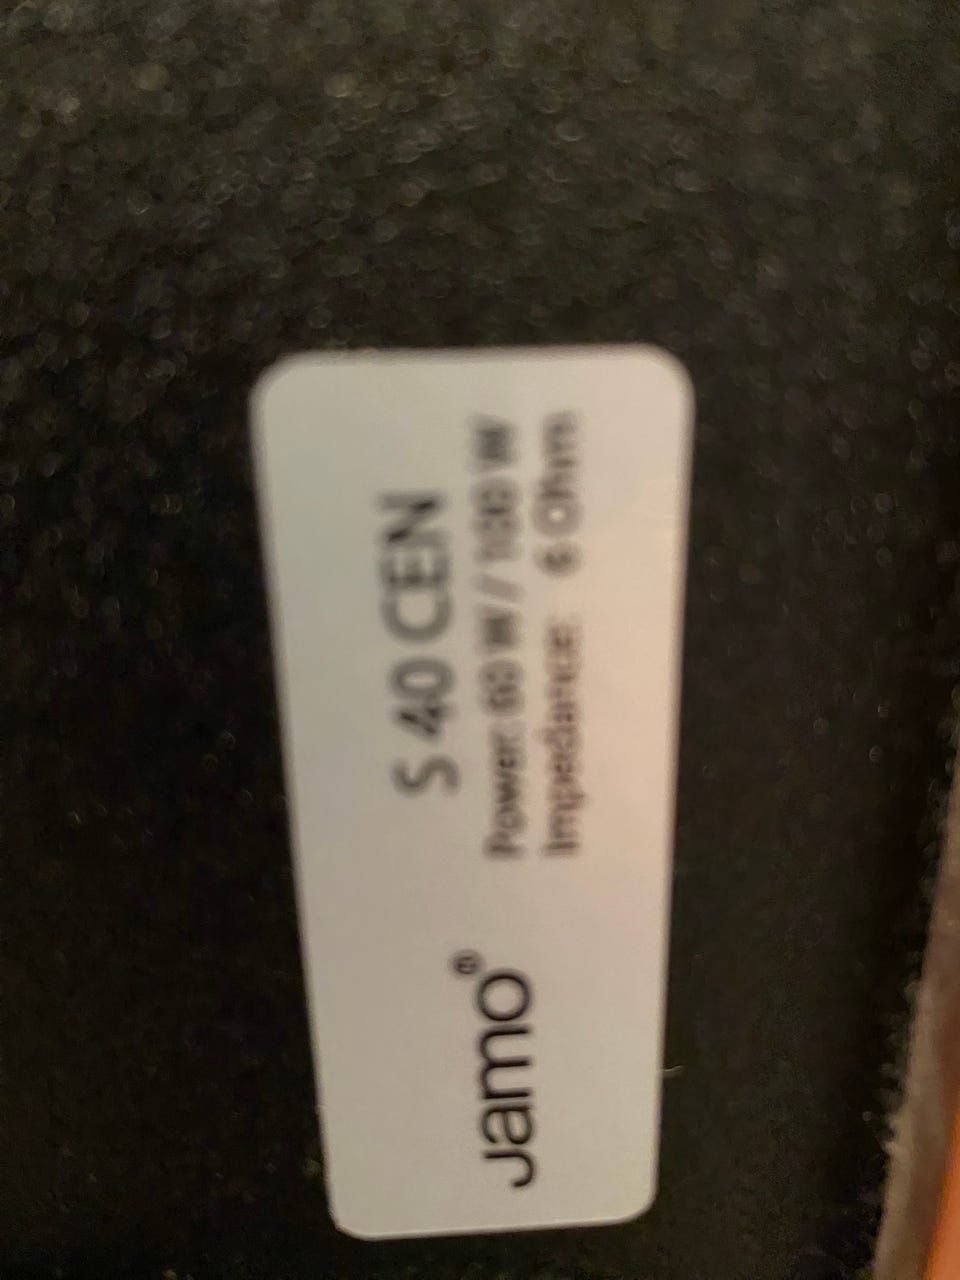 Jamo®
S 40 CEN
Power: 60 W / 100 W
Impedance: 6 Ohm